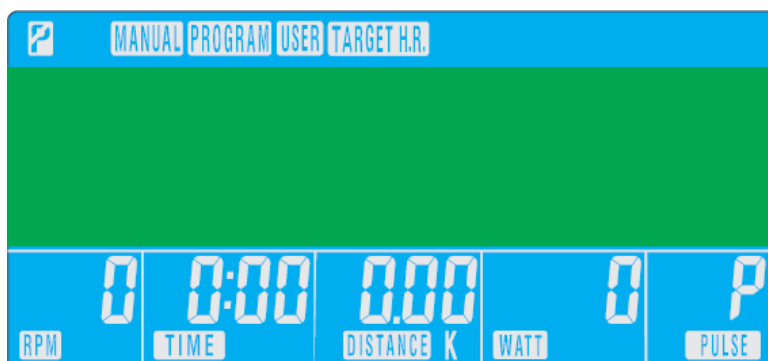 P MANUAL PROGRAM USER TARGET H.R.
0 0:00 0.00 0 P
RPM TIME DISTANCE K WATT PULSE